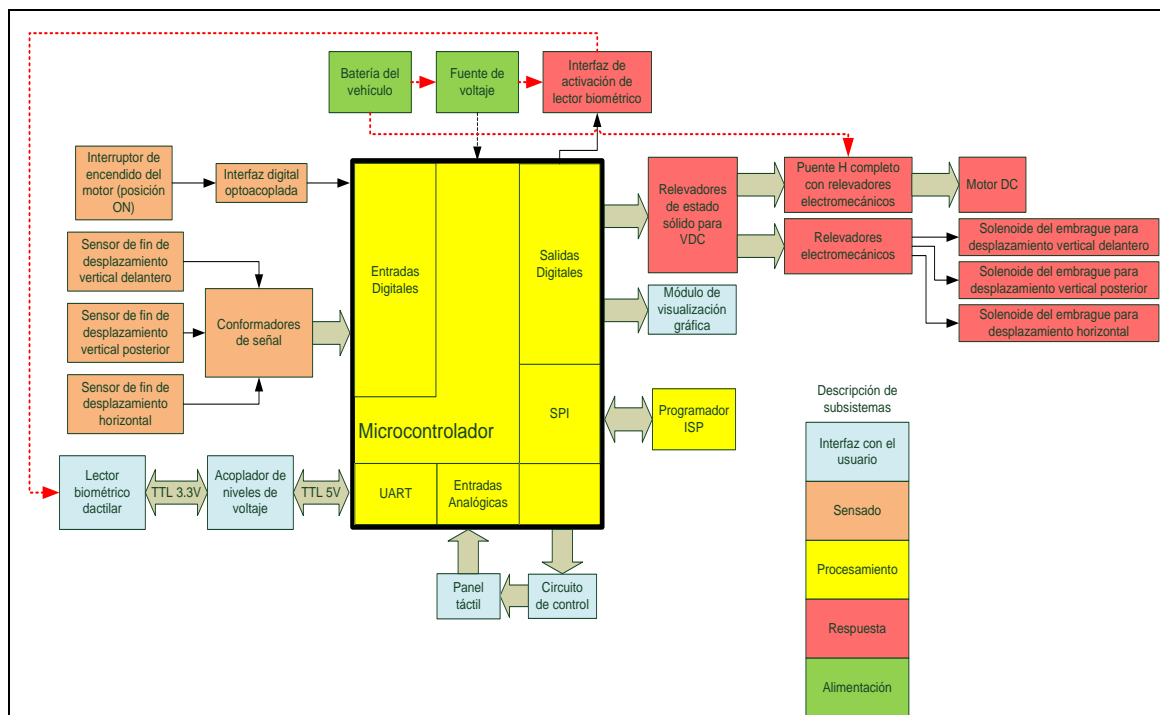 Batería del
vehículo
Fuente de
voltaje
Interfaz de
activación de
lector biométrico
Interruptor de
encendido del
motor (posición
ON)
Interfaz digital
optoacoplada
Sensor de fin de
desplazamiento
vertical delantero
Sensor de fin de
desplazamiento
vertical posterior
Sensor de fin de
desplazamiento
horizontal
Conformadores
de señal
Entradas
Digitales
Salidas
Digitales
Microcontrolador
SPI
UART
Entradas
Analógicas
Relevadores
de estado
sólido para
VDC
Puente H completo
con relevadores
electromecánicos
Motor DC
Relevadores
electromecánicos
Solenoide del embrague para
desplazamiento vertical delantero
Solenoide del embrague para
desplazamiento vertical posterior
Solenoide del embrague para
desplazamiento horizontal
Módulo de
visualización
gráfica
Programador
ISP
Lector
biométrico
dactilar
TTL 3.3V
Acoplador de
niveles de
voltaje
TTL 5V
Panel
táctil
Circuito
de control
Descripción de
subsistemas
Interfaz con el
usuario
Sensado
Procesamiento
Respuesta
Alimentación